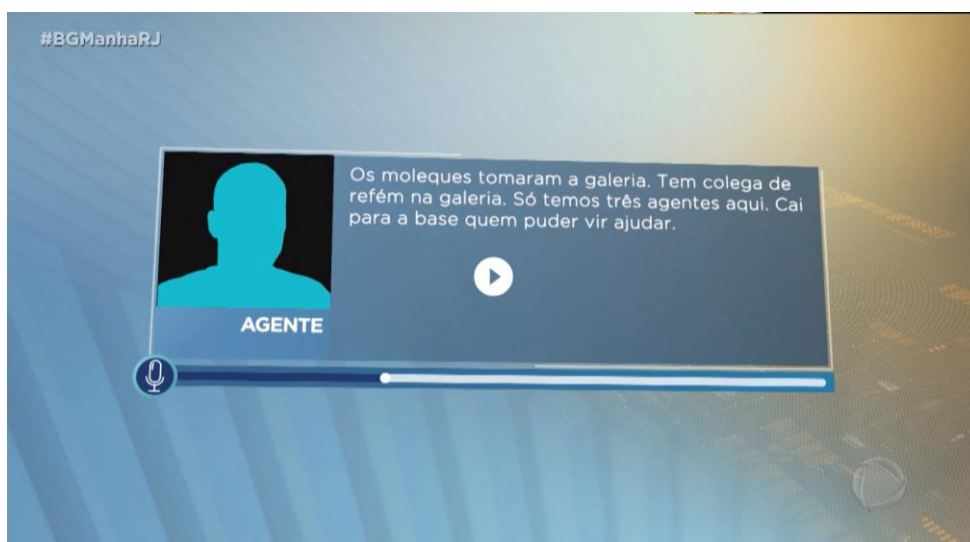 #BGManhaRJ
Os moleques tomaram a galeria. Tem colega de
refém na galeria. Só temos três agentes aqui. Cai
para a base quem puder vir ajudar.
AGENTE